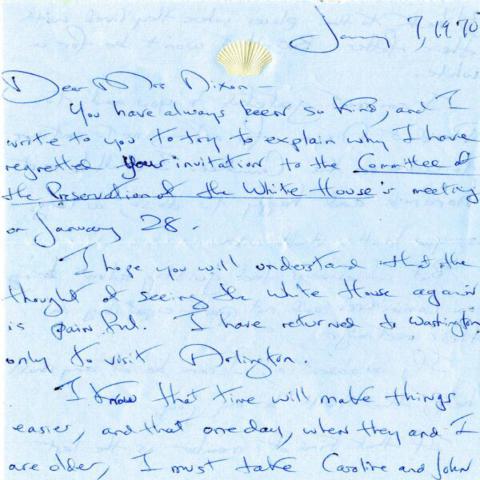 January 7, 1970
Dear Mrs Nixon -
You have always been so kind, and I
write to you to try to explain why I have
regretted your invitation to the Committee of
the Preservation of the White House's meeting
on January 28.
I hope you will understand that the
thought of seeing the White House again
is painful. I have returned to Washington
only to visit Arlington.
I know that time will make things
easier, and that one day, when they and I
are older, I must take Caroline and John